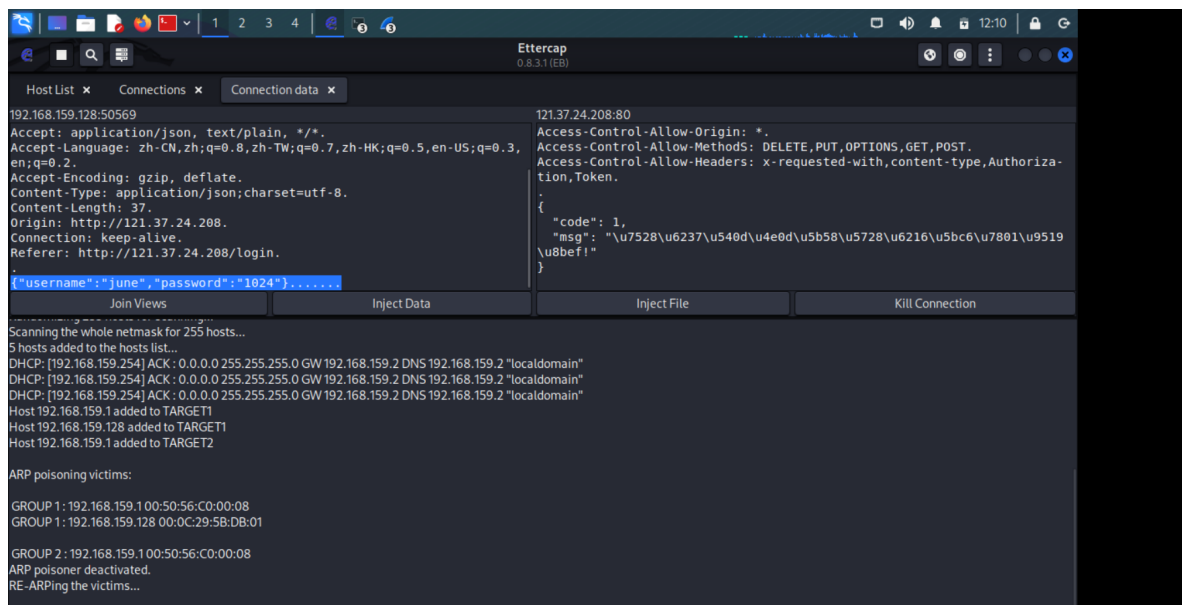 1 2 3 4 12:10
Ettercap
0.8.3.1 (EB)
Host List × Connections × Connection data ×
192.168.159.128:50569
Accept: application/json, text/plain, */*.
Accept-Language: zh-CN,zh;q=0.8,zh-TW;q=0.7,zh-HK;q=0.5,en-US;q=0.3,
en;q=0.2.
Accept-Encoding: gzip, deflate.
Content-Type: application/json;charset=utf-8.
Content-Length: 37.
Origin: http://121.37.24.208.
Connection: keep-alive.
Referer: http://121.37.24.208/login.
.
{"username":"june","password":"1024"}.......
121.37.24.208:80
Access-Control-Allow-Origin: *.
Access-Control-Allow-MethodS: DELETE,PUT,OPTIONS,GET,POST.
Access-Control-Allow-Headers: x-requested-with,content-type,Authoriza-
tion,Token.
.
{
"code": 1,
"msg": "\u7528\u6237\u540d\u4e0d\u5b58\u5728\u6216\u5bc6\u7801\u9519
\u8bef!"
}
Join Views Inject Data Inject File Kill Connection
Scanning the whole netmask for 255 hosts...
5 hosts added to the hosts list...
DHCP: [192.168.159.254] ACK : 0.0.0.0 255.255.255.0 GW 192.168.159.2 DNS 192.168.159.2 "localdomain"
DHCP: [192.168.159.254] ACK : 0.0.0.0 255.255.255.0 GW 192.168.159.2 DNS 192.168.159.2 "localdomain"
DHCP: [192.168.159.254] ACK : 0.0.0.0 255.255.255.0 GW 192.168.159.2 DNS 192.168.159.2 "localdomain"
Host 192.168.159.1 added to TARGET1
Host 192.168.159.128 added to TARGET1
Host 192.168.159.1 added to TARGET2
ARP poisoning victims:
GROUP 1 : 192.168.159.1 00:50:56:C0:00:08
GROUP 1 : 192.168.159.128 00:0C:29:5B:DB:01
GROUP 2 : 192.168.159.1 00:50:56:C0:00:08
ARP poisoner deactivated.
RE-ARPing the victims...